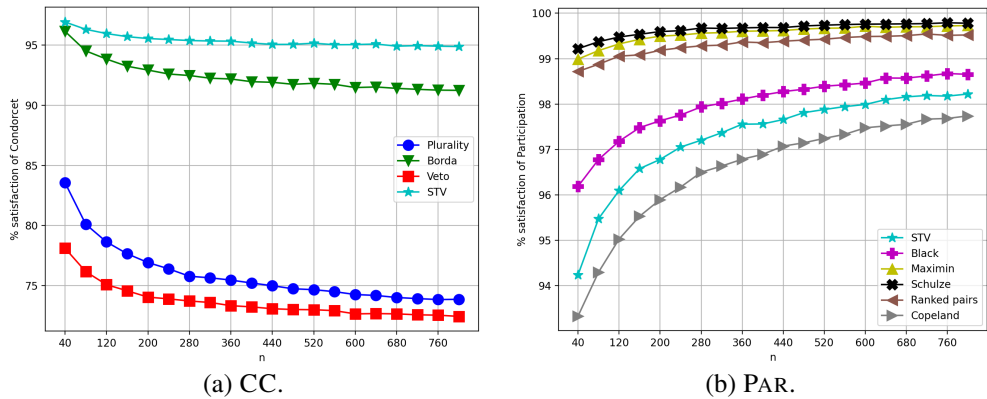 % satisfaction of Condorcet
95
90
85
80
75
40 120 200 280 360 440 520 600 680 760
n
Plurality
Borda
Veto
STV
(a) CC.
% satisfaction of Participation
100
99
98
97
96
95
94
40 120 200 280 360 440 520 600 680 760
n
STV
Black
Maximin
Schulze
Ranked pairs
Copeland
(b) PAR.